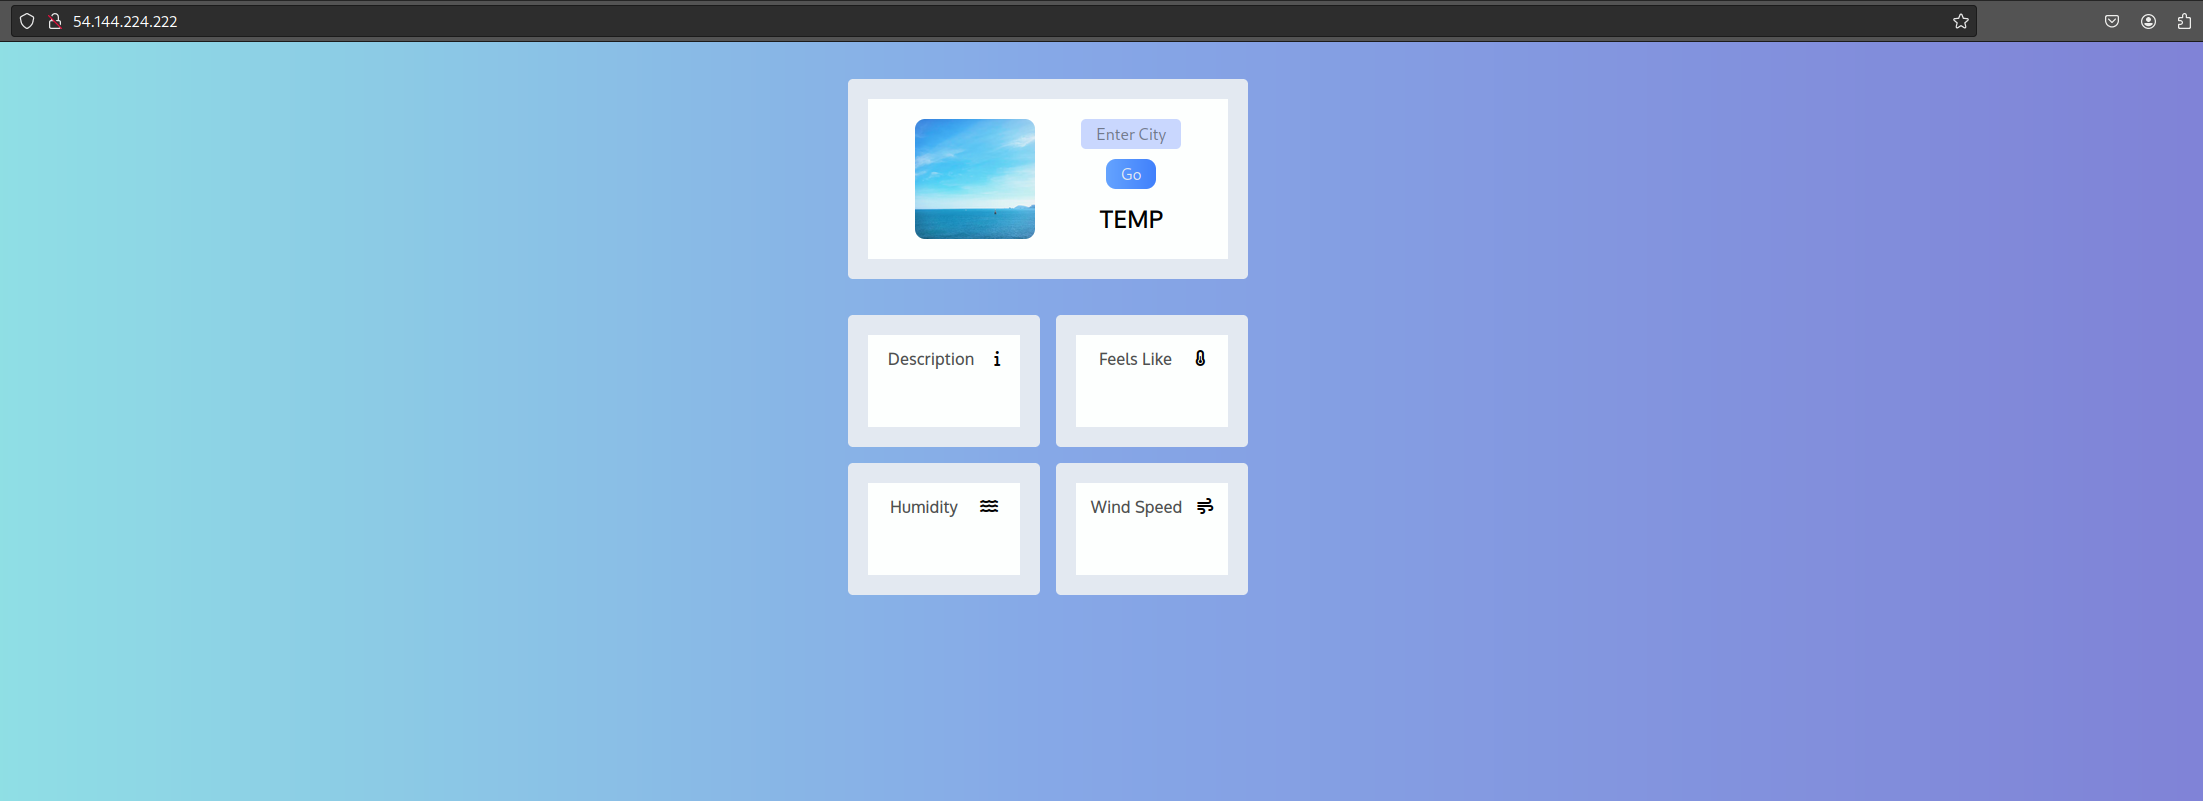 54.144.224.222
Enter City
Go
TEMP
Description
Feels Like
Humidity
Wind Speed